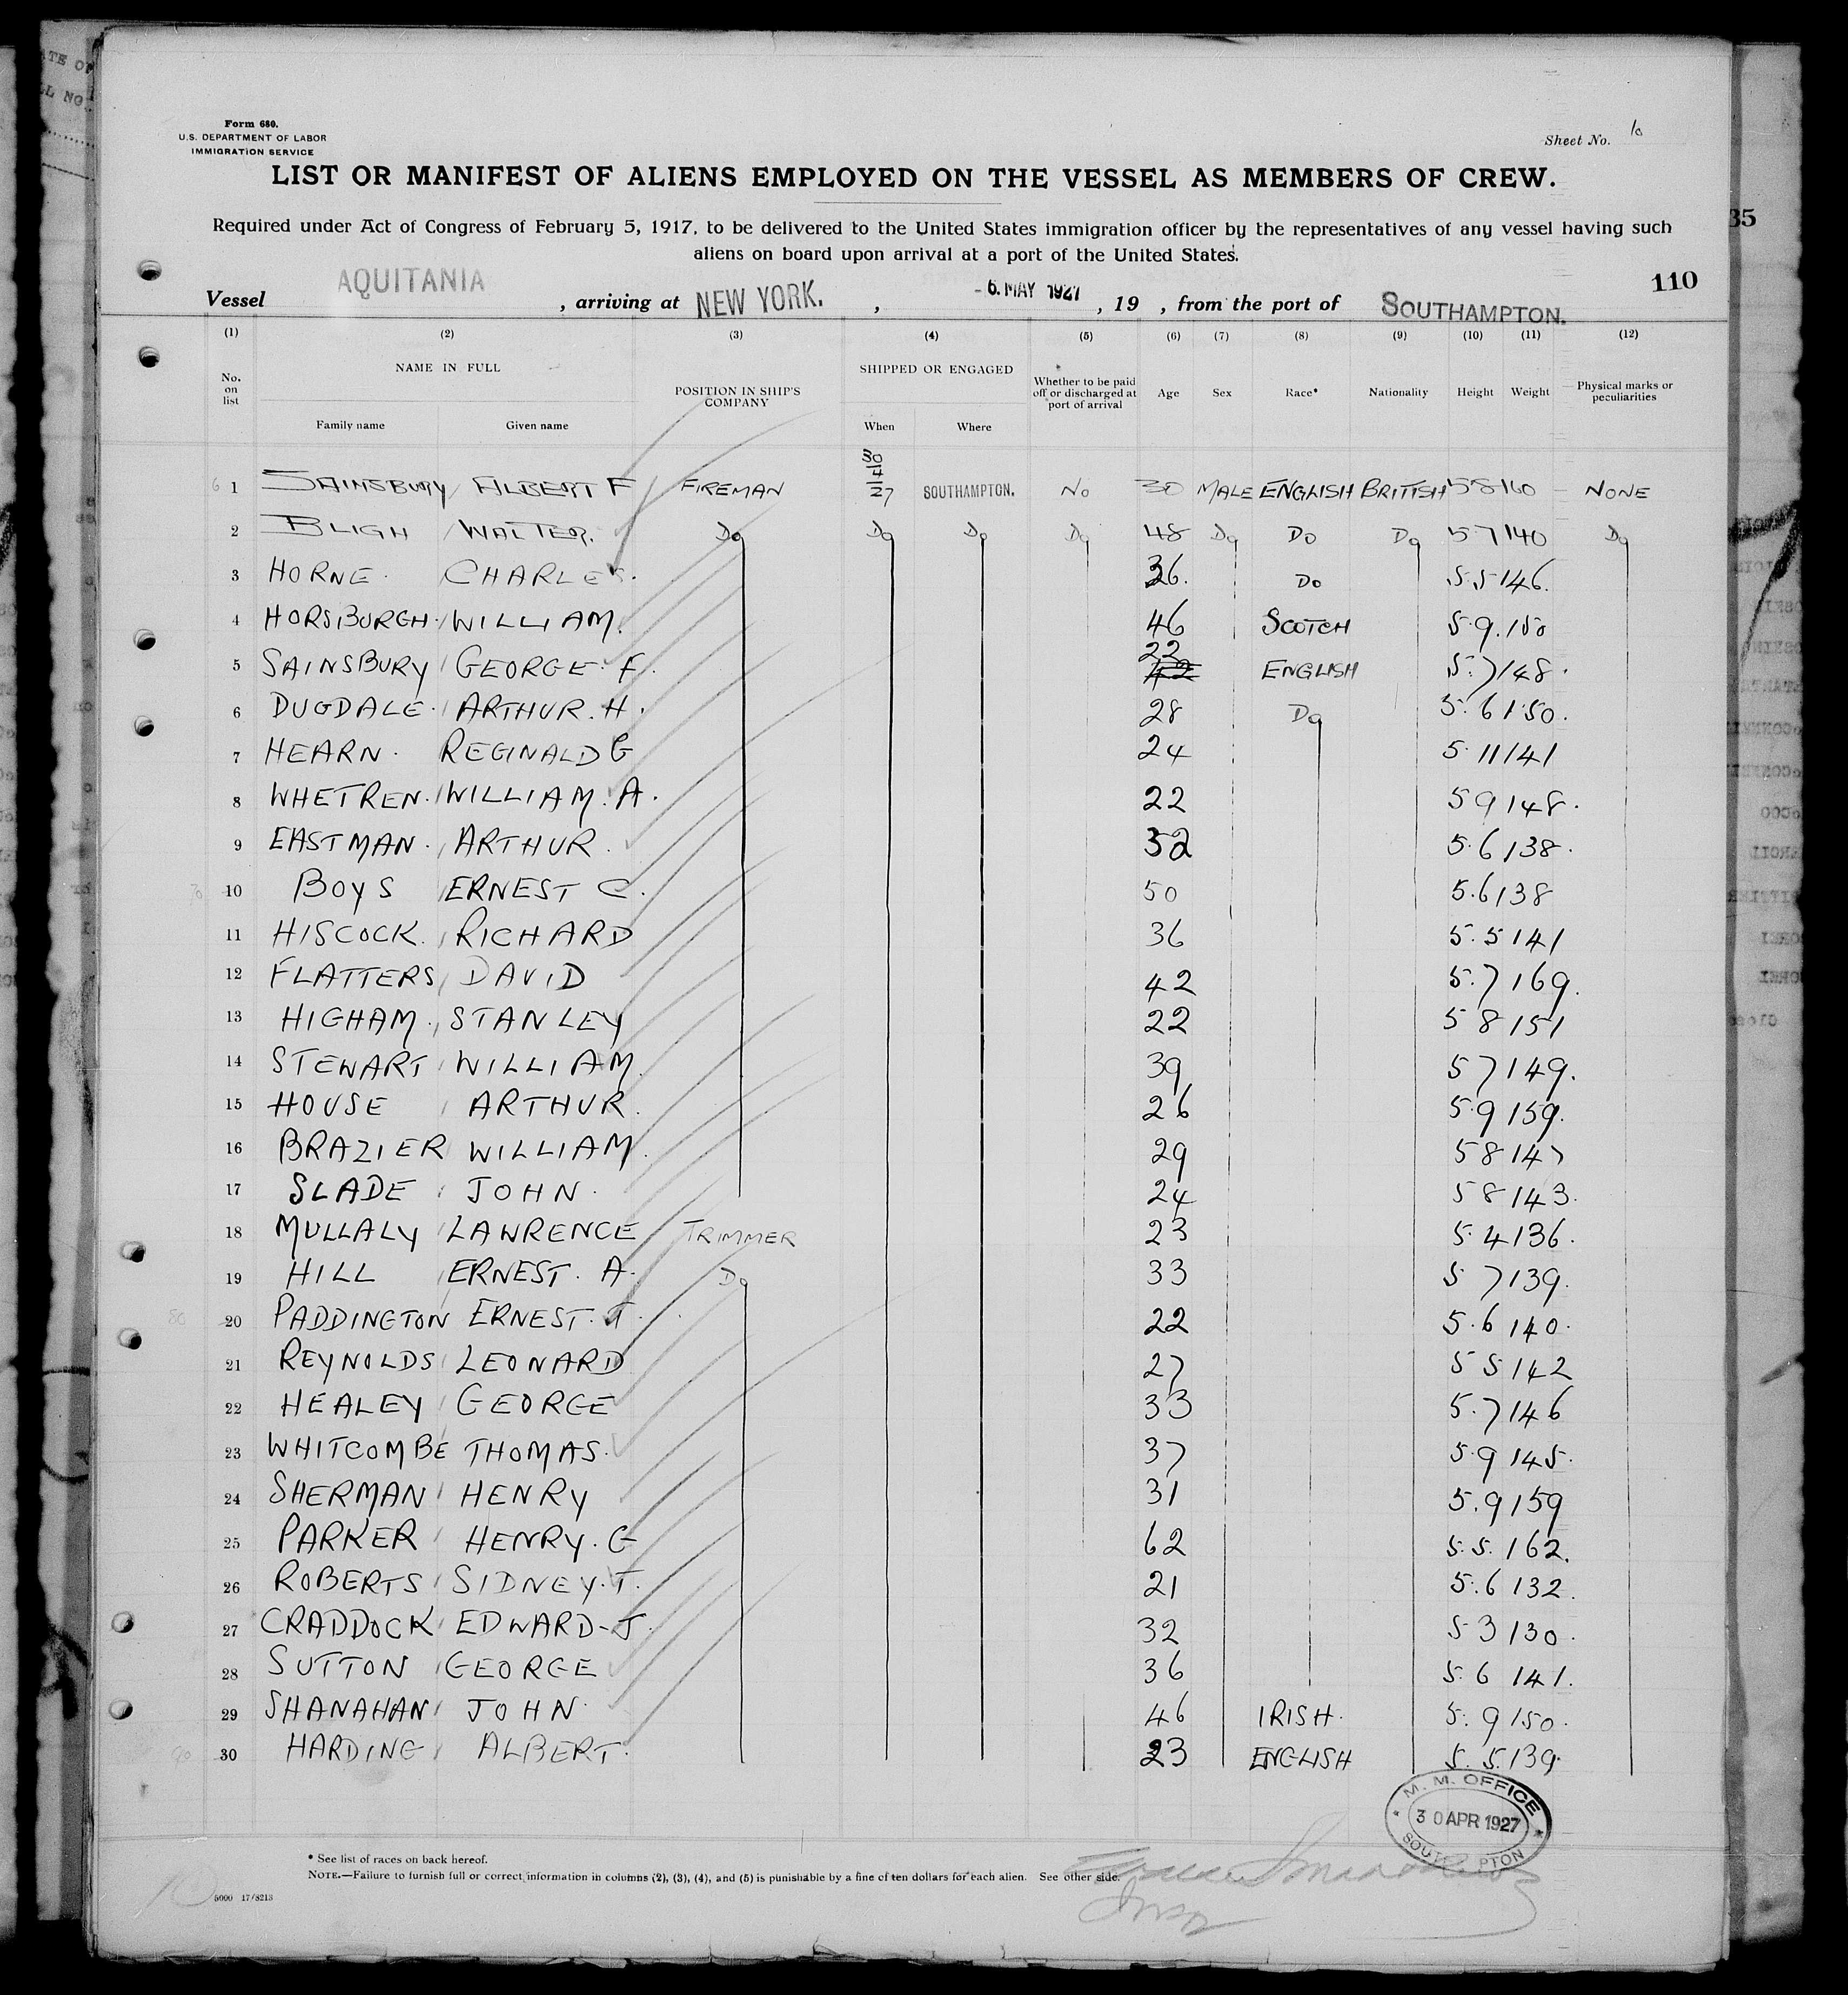 Form 680.
U.S. DEPARTMENT OF LABOR
IMMIGRATION SERVICE
Sheet No. 10
LIST OR MANIFEST OF ALIENS EMPLOYED ON THE VESSEL AS MEMBERS OF CREW.
Required under Act of Congress of February 5, 1917, to be delivered to the United States immigration officer by the representatives of any vessel having such
aliens on board upon arrival at a port of the United States.
110
Vessel AQUITANIA, arriving at NEW YORK., - 6. MAY 1927, 19 , from the port of SOUTHAMPTON.
(1) (2) (3) (4) (5) (6) (7) (8) (9) (10) (11) (12)
No. on list NAME IN FULL Family name Given name POSITION IN SHIP'S COMPANY SHIPPED OR ENGAGED When Where Whether to be paid off or discharged at port of arrival Age Sex Race* Nationality Height Weight Physical marks or peculiarities
1 SAINSBURY ALBERT F FIREMAN 30/4/27 SOUTHAMPTON. NO 30 MALE ENGLISH BRITISH 5 8 160 NONE
2 BLIGH WALTER. Do Do Do Do 48 Do Do Do 5 7 140 Do
3 HORNE. CHARLES. 36. Do 5.5 146.
4 HORSBURGH. WILLIAM. 46 SCOTCH 5.9.150
5 SAINSBURY GEORGE. F. 22 42 ENGLISH 5.7 148.
6 DUGDALE. ARTHUR. H. 28 Do 5.6 150.
7 HEARN. REGINALD G 24 5 11 141
8 WHETREN. WILLIAM. A. 22 5 9 148.
9 EASTMAN. ARTHUR. 32 5.6 138.
10 BOYS ERNEST C. 50 5.6 138
11 HISCOCK. RICHARD 36 5.5 141
12 FLATTERS DAVID 42 5.7 169.
13 HIGHAM. STANLEY 22 5 8 151
14 STEWART WILLIAM. 39 5 7 149.
15 HOUSE ARTHUR. 26 5.9 159.
16 BRAZIER WILLIAM. 29 5 8 147
17 SLADE JOHN. 24 5 8 143.
18 MULLALY LAWRENCE TRIMMER 23 5.4 136.
19 HILL ERNEST. A. Do 33 5 7 139.
20 PADDINGTON ERNEST. T. 22 5.6 140.
21 REYNOLDS LEONARD 27 5 5 142
22 HEALEY GEORGE 33 5.7 146
23 WHITCOMBE THOMAS. 37 5.9 145.
24 SHERMAN HENRY 31 5.9 159
25 PARKER HENRY. G 62 5.5. 162.
26 ROBERTS SIDNEY. T. 21 5.6 132.
27 CRADDOCK EDWARD-J. 32 5 3 130.
28 SUTTON GEORGE 36 5.6 141.
29 SHANAHAN JOHN. 46 IRISH. 5.9 150.
30 HARDING ALBERT. 23 ENGLISH 5.5.139.
M. M. OFFICE
30 APR 1927
* See list of races on back hereof.
NOTE.—Failure to furnish full or correct information in columns (2), (3), (4), and (5) is punishable by a fine of ten dollars for each alien. See other side.
5000 17/8213